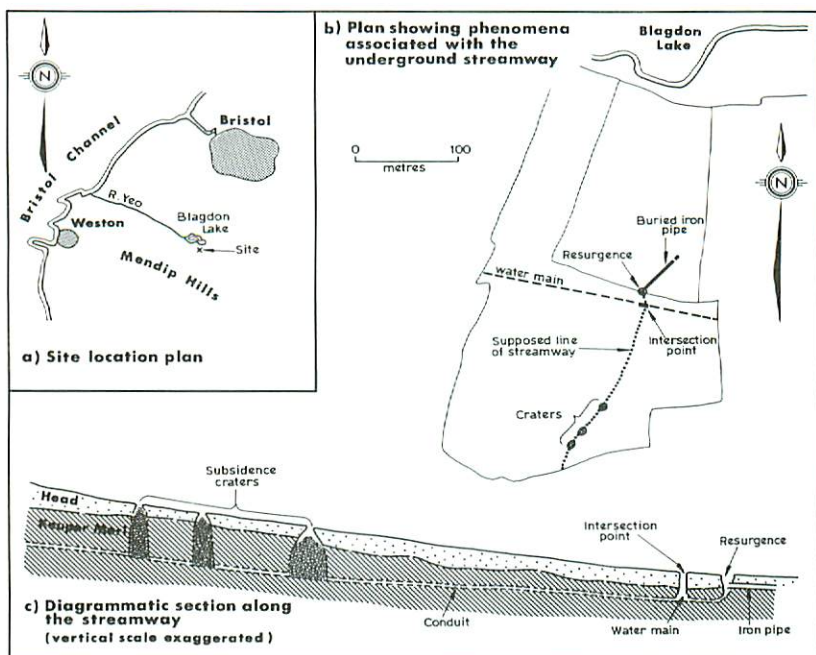 N
Bristol
Bristol Channel
R. Yeo
Weston
Blagdon
Lake
Site
Mendip Hills
a) Site location plan
b) Plan showing phenomena
associated with the
underground streamway
Blagdon
Lake
0 100
metres
N
Buried iron
pipe
Resurgence
water main
Supposed line
of streamway
Intersection
point
Craters
Subsidence
craters
Head
Keuper Marl
Intersection
point
Resurgence
c) Diagrammatic section along
the streamway
(vertical scale exaggerated)
Conduit
Water main
Iron pipe